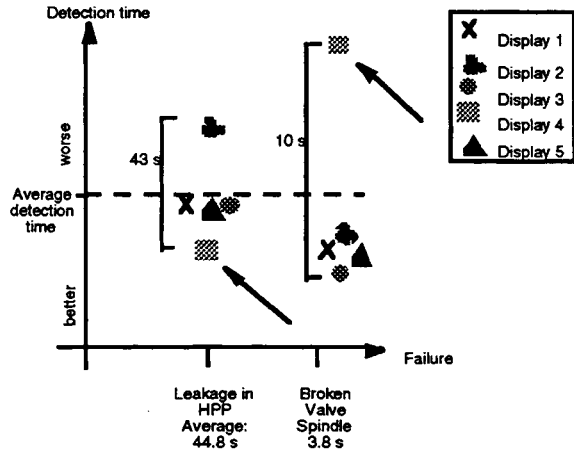 Detection time
worse
43 s
10 s
Average
detection
time
better
Failure
Leakage in
HPP
Average:
44.8 s
Broken
Valve
Spindle
3.8 s
Display 1
Display 2
Display 3
Display 4
Display 5